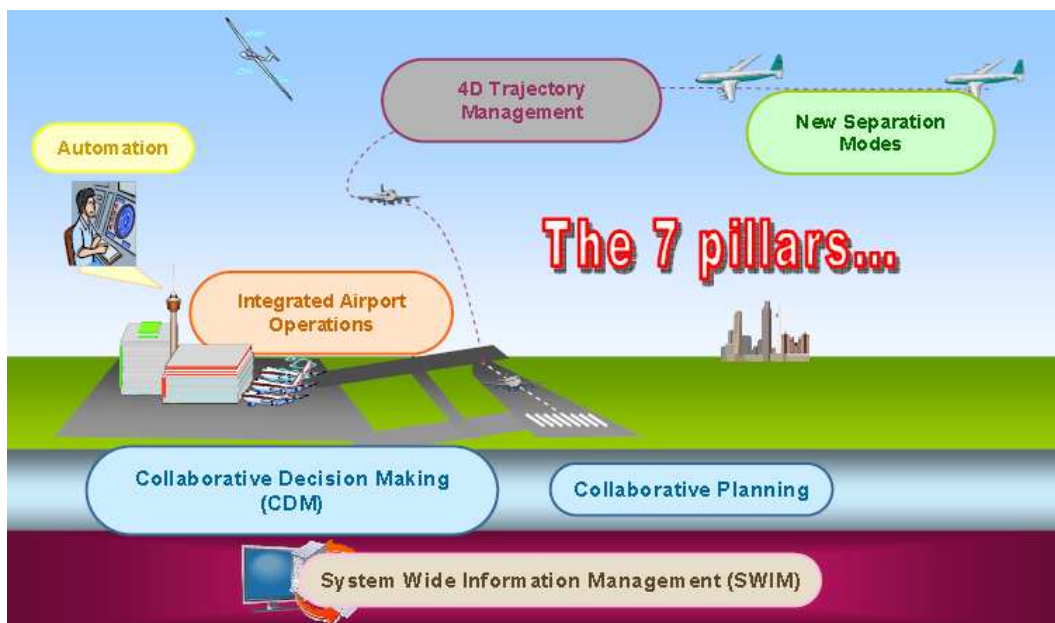 4D Trajectory
Management
New Separation
Modes
Automation
The 7 pillars...
Integrated Airport
Operations
Collaborative Decision Making
(CDM)
Collaborative Planning
System Wide Information Management (SWIM)